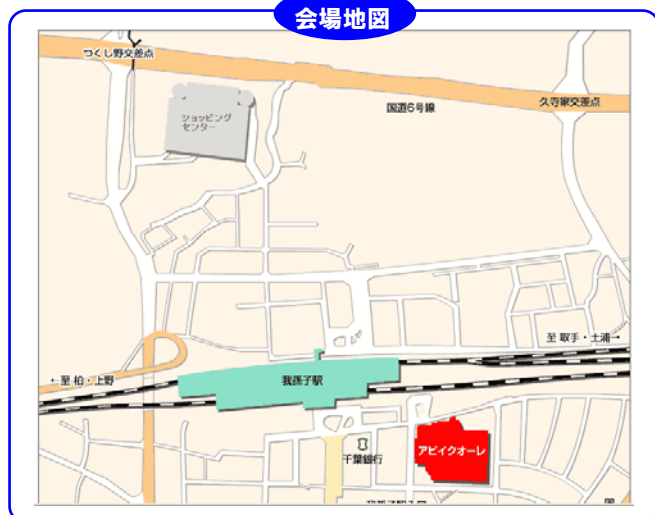 会場地図
つくし野交差点
ショッピング
センター
国道6号線
久寺家交差点
至 取手・土浦→
←至 柏・上野
我孫子駅
千葉銀行
アビイクオーレ